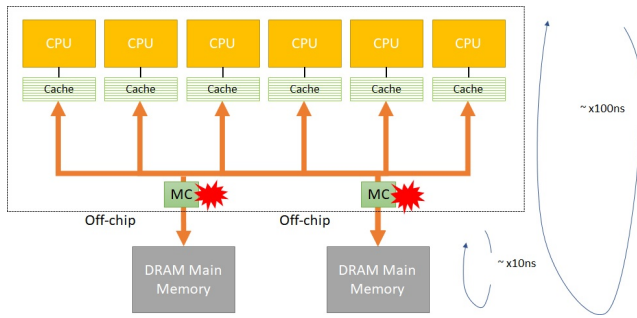 CPU CPU CPU CPU CPU CPU
Cache Cache Cache Cache Cache Cache
~ x100ns
MC MC
Off-chip Off-chip
DRAM Main
Memory
DRAM Main
Memory
~ x10ns